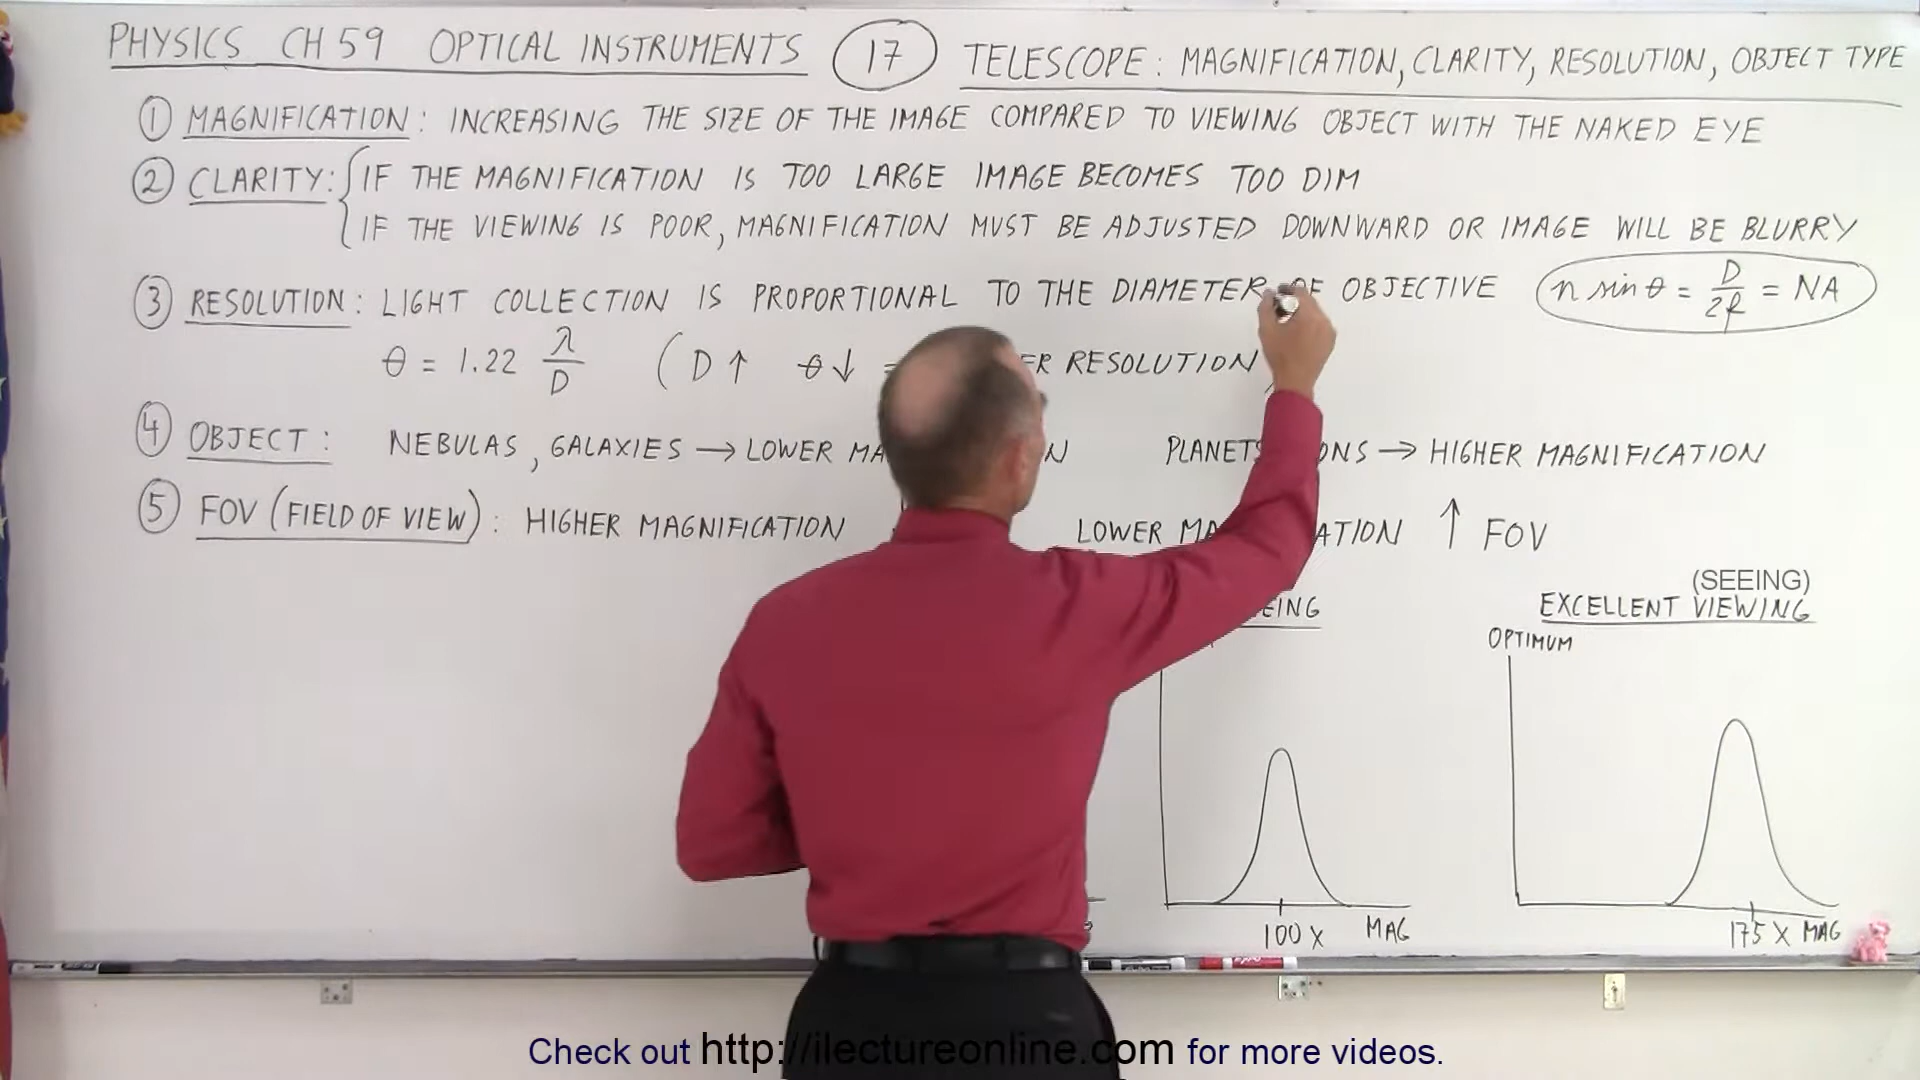 PHYSICS CH 59 OPTICAL INSTRUMENTS 17 TELESCOPE: MAGNIFICATION, CLARITY, RESOLUTION, OBJECT TYPE
① MAGNIFICATION: INCREASING THE SIZE OF THE IMAGE COMPARED TO VIEWING OBJECT WITH THE NAKED EYE
② CLARITY: { IF THE MAGNIFICATION IS TOO LARGE IMAGE BECOMES TOO DIM
IF THE VIEWING IS POOR, MAGNIFICATION MUST BE ADJUSTED DOWNWARD OR IMAGE WILL BE BLURRY
③ RESOLUTION: LIGHT COLLECTION IS PROPORTIONAL TO THE DIAMETER OF OBJECTIVE n sin θ = D/2f = NA
θ = 1.22 λ/D (D↑ θ↓ RESOLUTION
④ OBJECT: NEBULAS, GALAXIES → LOWER PLANETS → HIGHER MAGNIFICATION
⑤ FOV (FIELD OF VIEW): HIGHER MAGNIFICATION LOWER ↑ FOV
(SEEING)
EXCELLENT VIEWING
OPTIMUM
100 X MAG
175 X MAG
Check out http://ilectureonline.com for more videos.